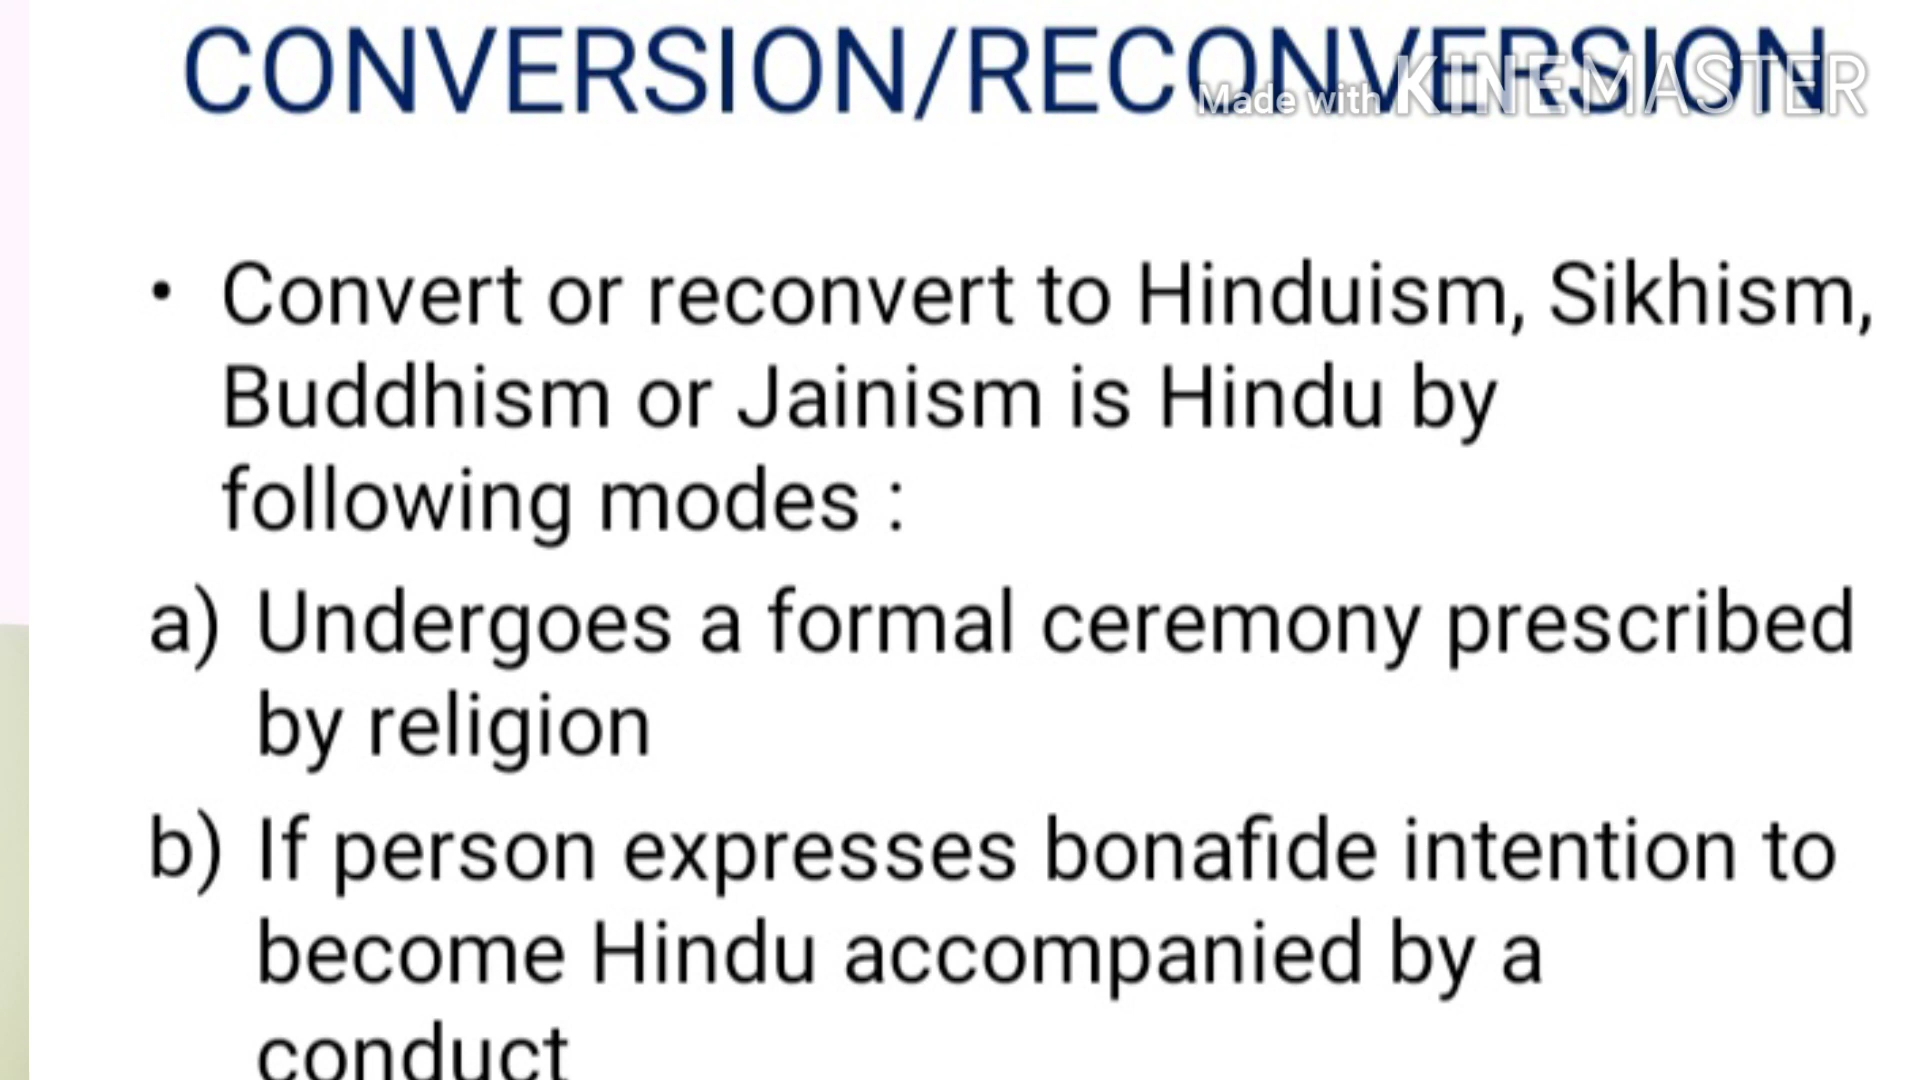 CONVERSION/RECONVERSION
Made with KINEMASTER
• Convert or reconvert to Hinduism, Sikhism,
Buddhism or Jainism is Hindu by
following modes :
a) Undergoes a formal ceremony prescribed
by religion
b) If person expresses bonafide intention to
become Hindu accompanied by a
conduct